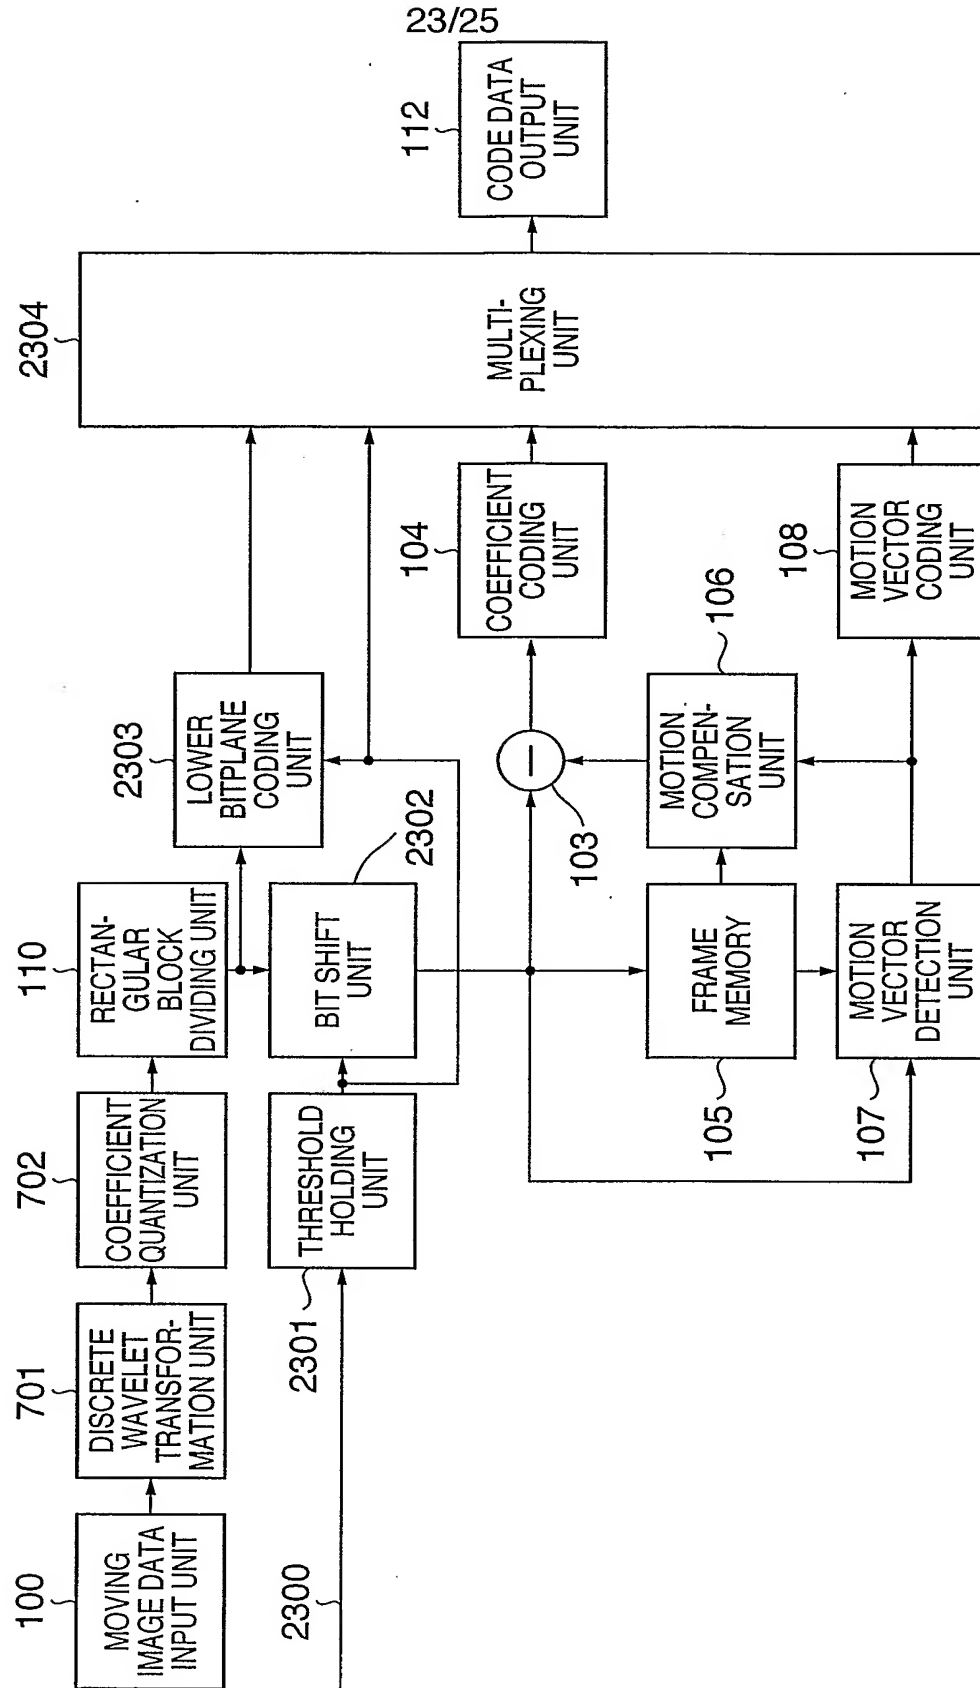 23/25
100
MOVING
IMAGE DATA
INPUT UNIT
701
DISCRETE
WAVELET
TRANSFOR-
MATION UNIT
702
COEFFICIENT
QUANTIZATION
UNIT
110
RECTAN-
GULAR
BLOCK
DIVIDING UNIT
2303
LOWER
BITPLANE
CODING
UNIT
2304
MULTI-
PLEXING
UNIT
112
CODE DATA
OUTPUT
UNIT
2300
2301
THRESHOLD
HOLDING
UNIT
2302
BIT SHIFT
UNIT
103
104
COEFFICIENT
CODING
UNIT
105
FRAME
MEMORY
106
MOTION
COMPEN-
SATION
UNIT
107
MOTION
VECTOR
DETECTION
UNIT
108
MOTION
VECTOR
CODING
UNIT